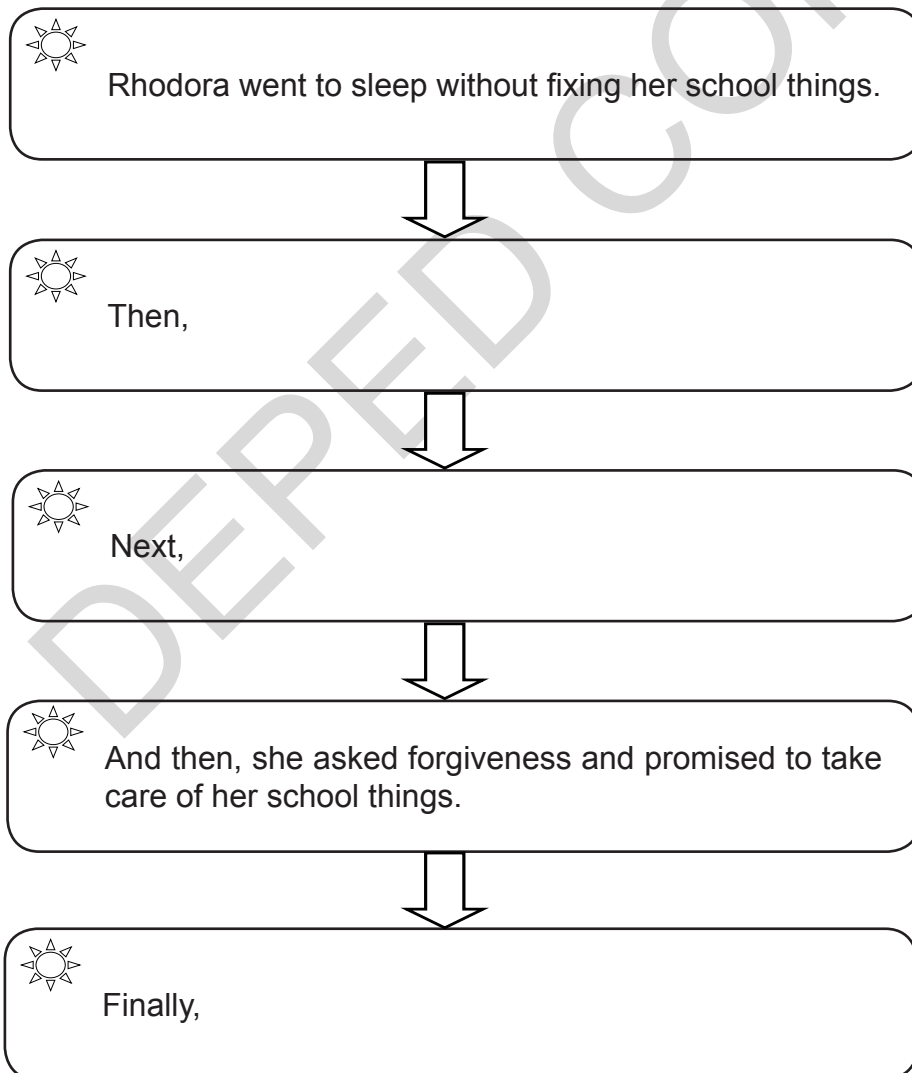 Rhodora went to sleep without fixing her school things.
Then,
Next,
And then, she asked forgiveness and promised to take
care of her school things.
Finally,
DEPED CO